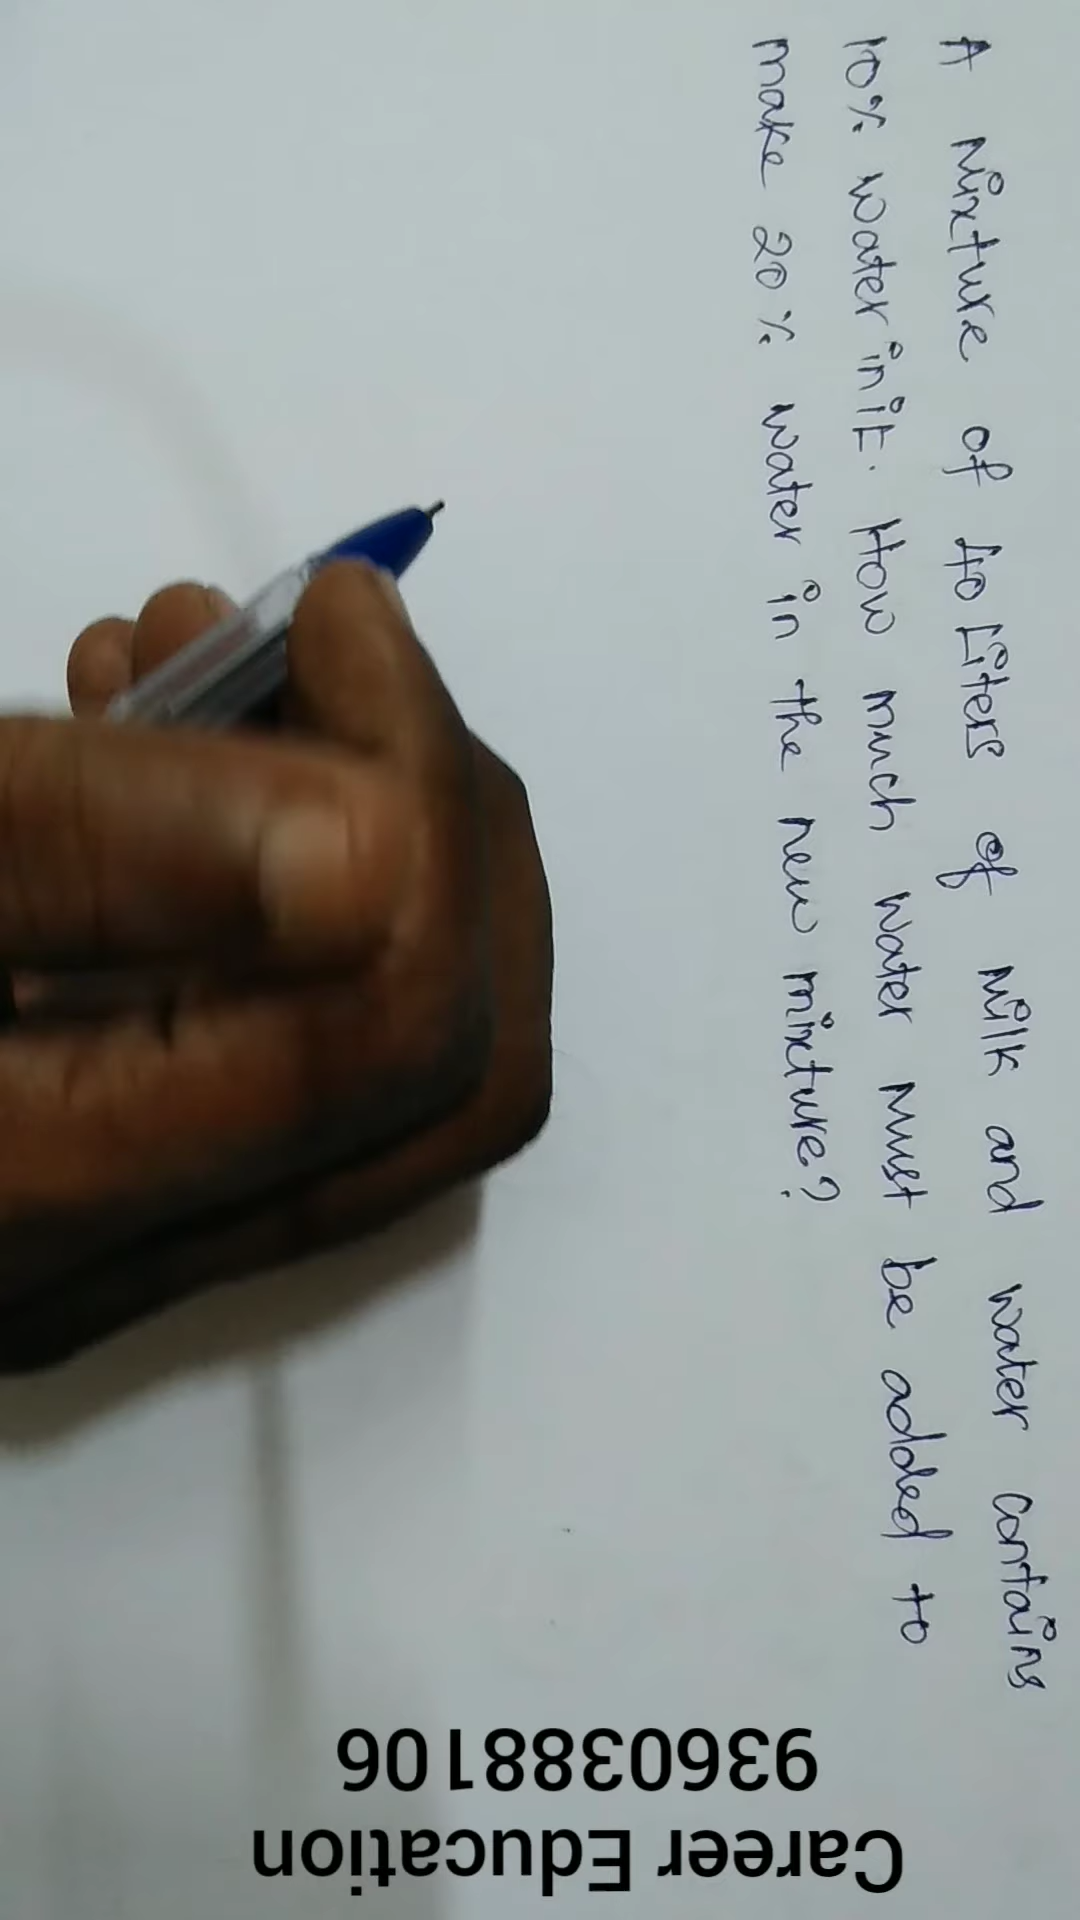 A Mixture of 40 Liters of Milk and water contains
10% water in it. How much water must be added to
make 20% water in the new mixture?
Career Education
9360388106